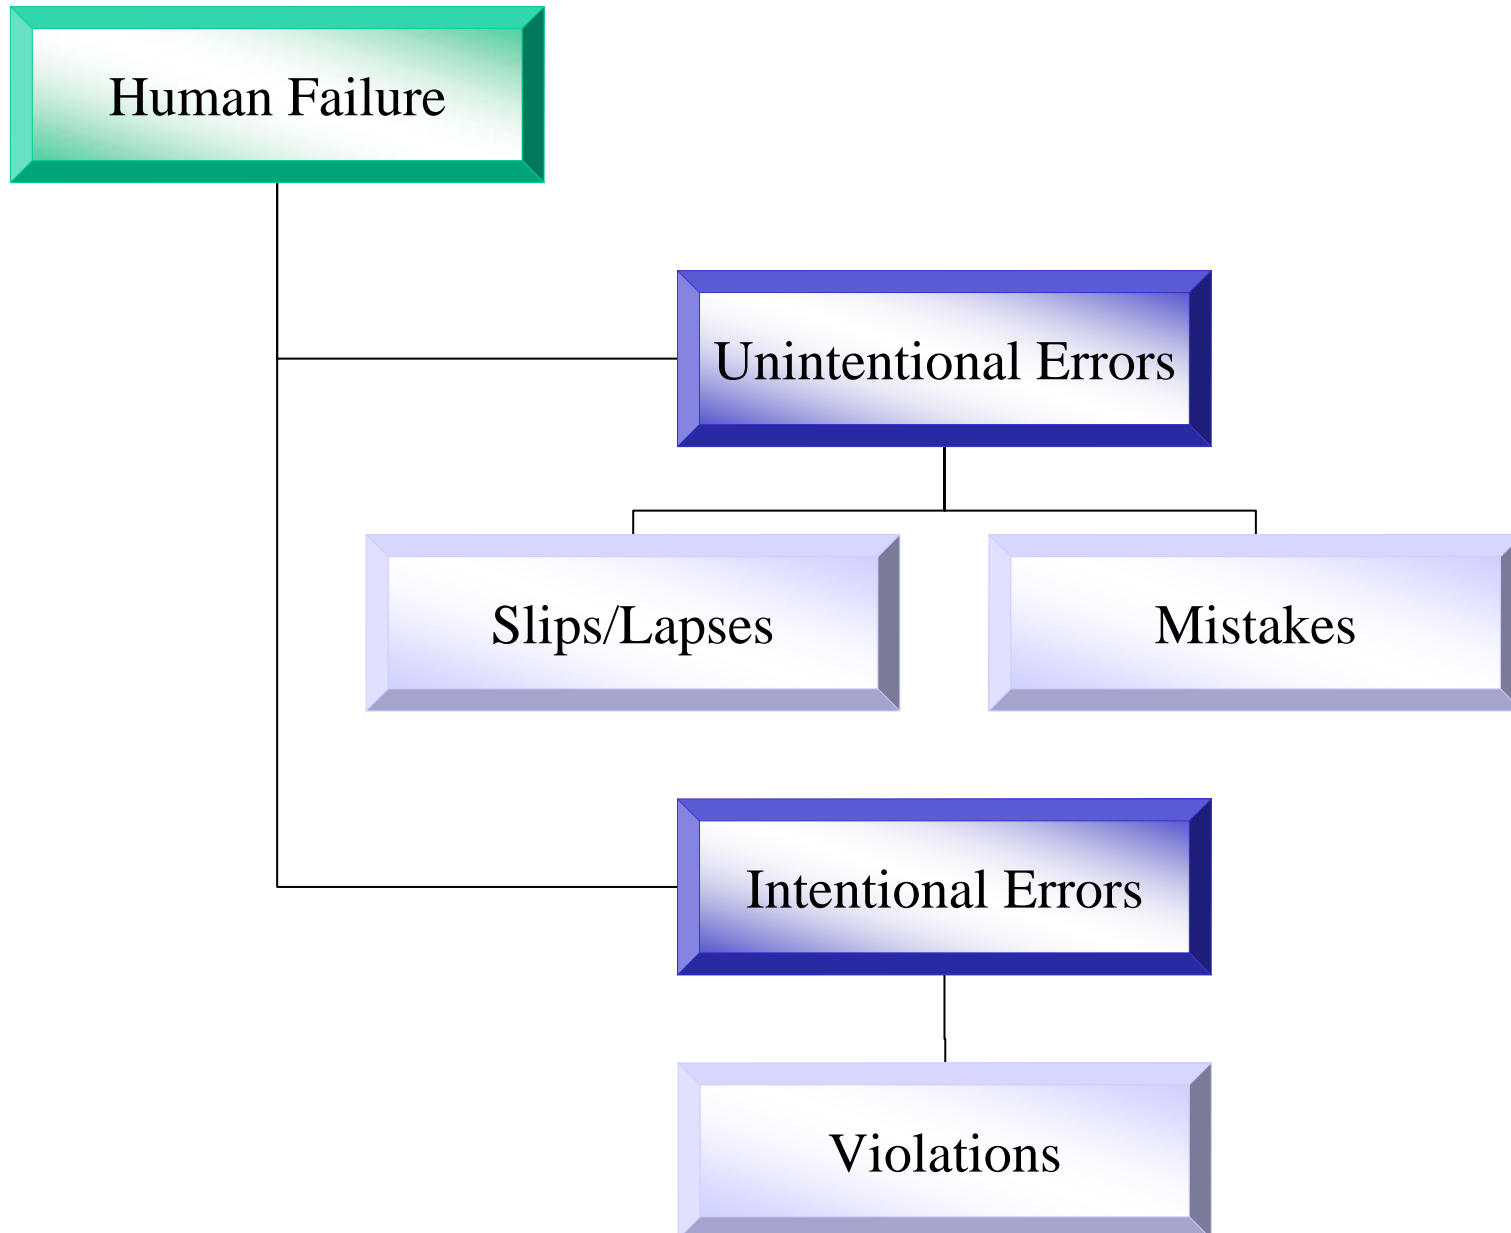 Human Failure
Unintentional Errors
Slips/Lapses
Mistakes
Intentional Errors
Violations